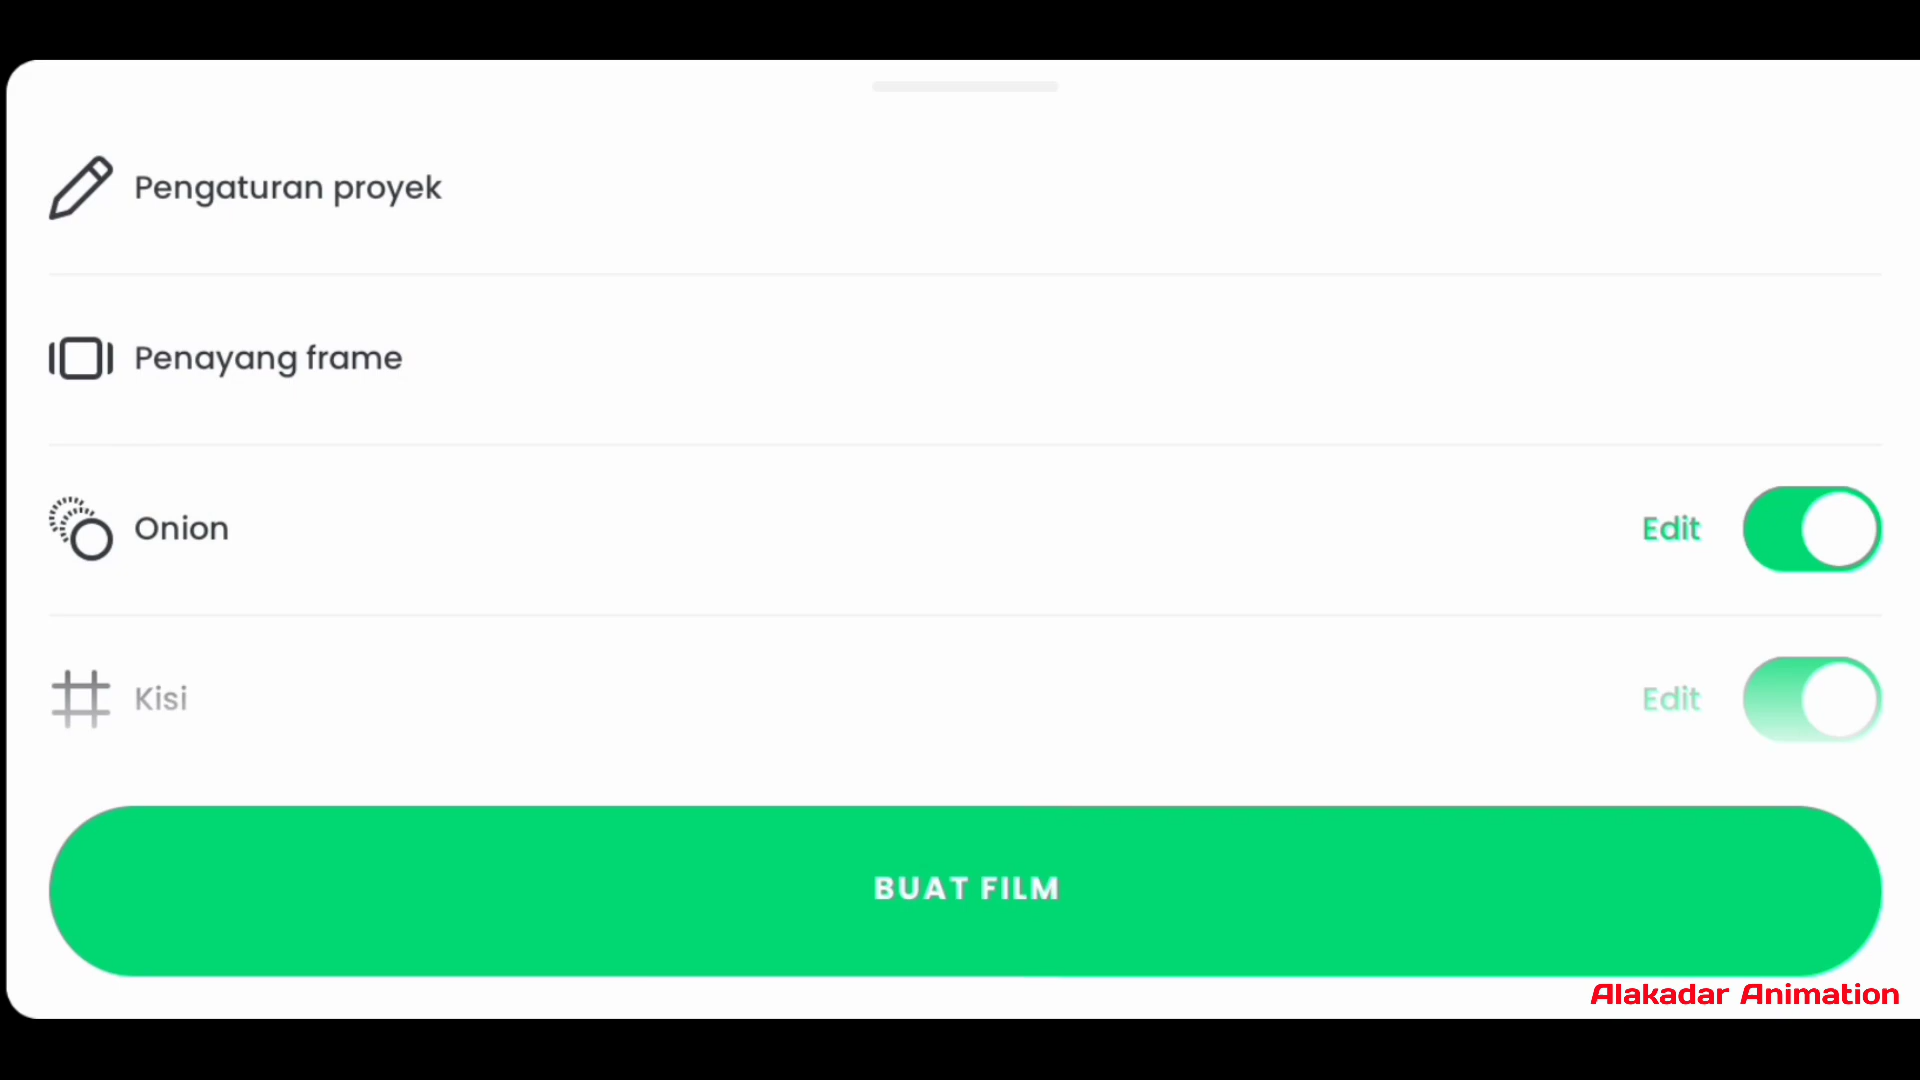 Pengaturan proyek
Penayang frame
Onion Edit
Kisi Edit
BUAT FILM
Alakadar Animation